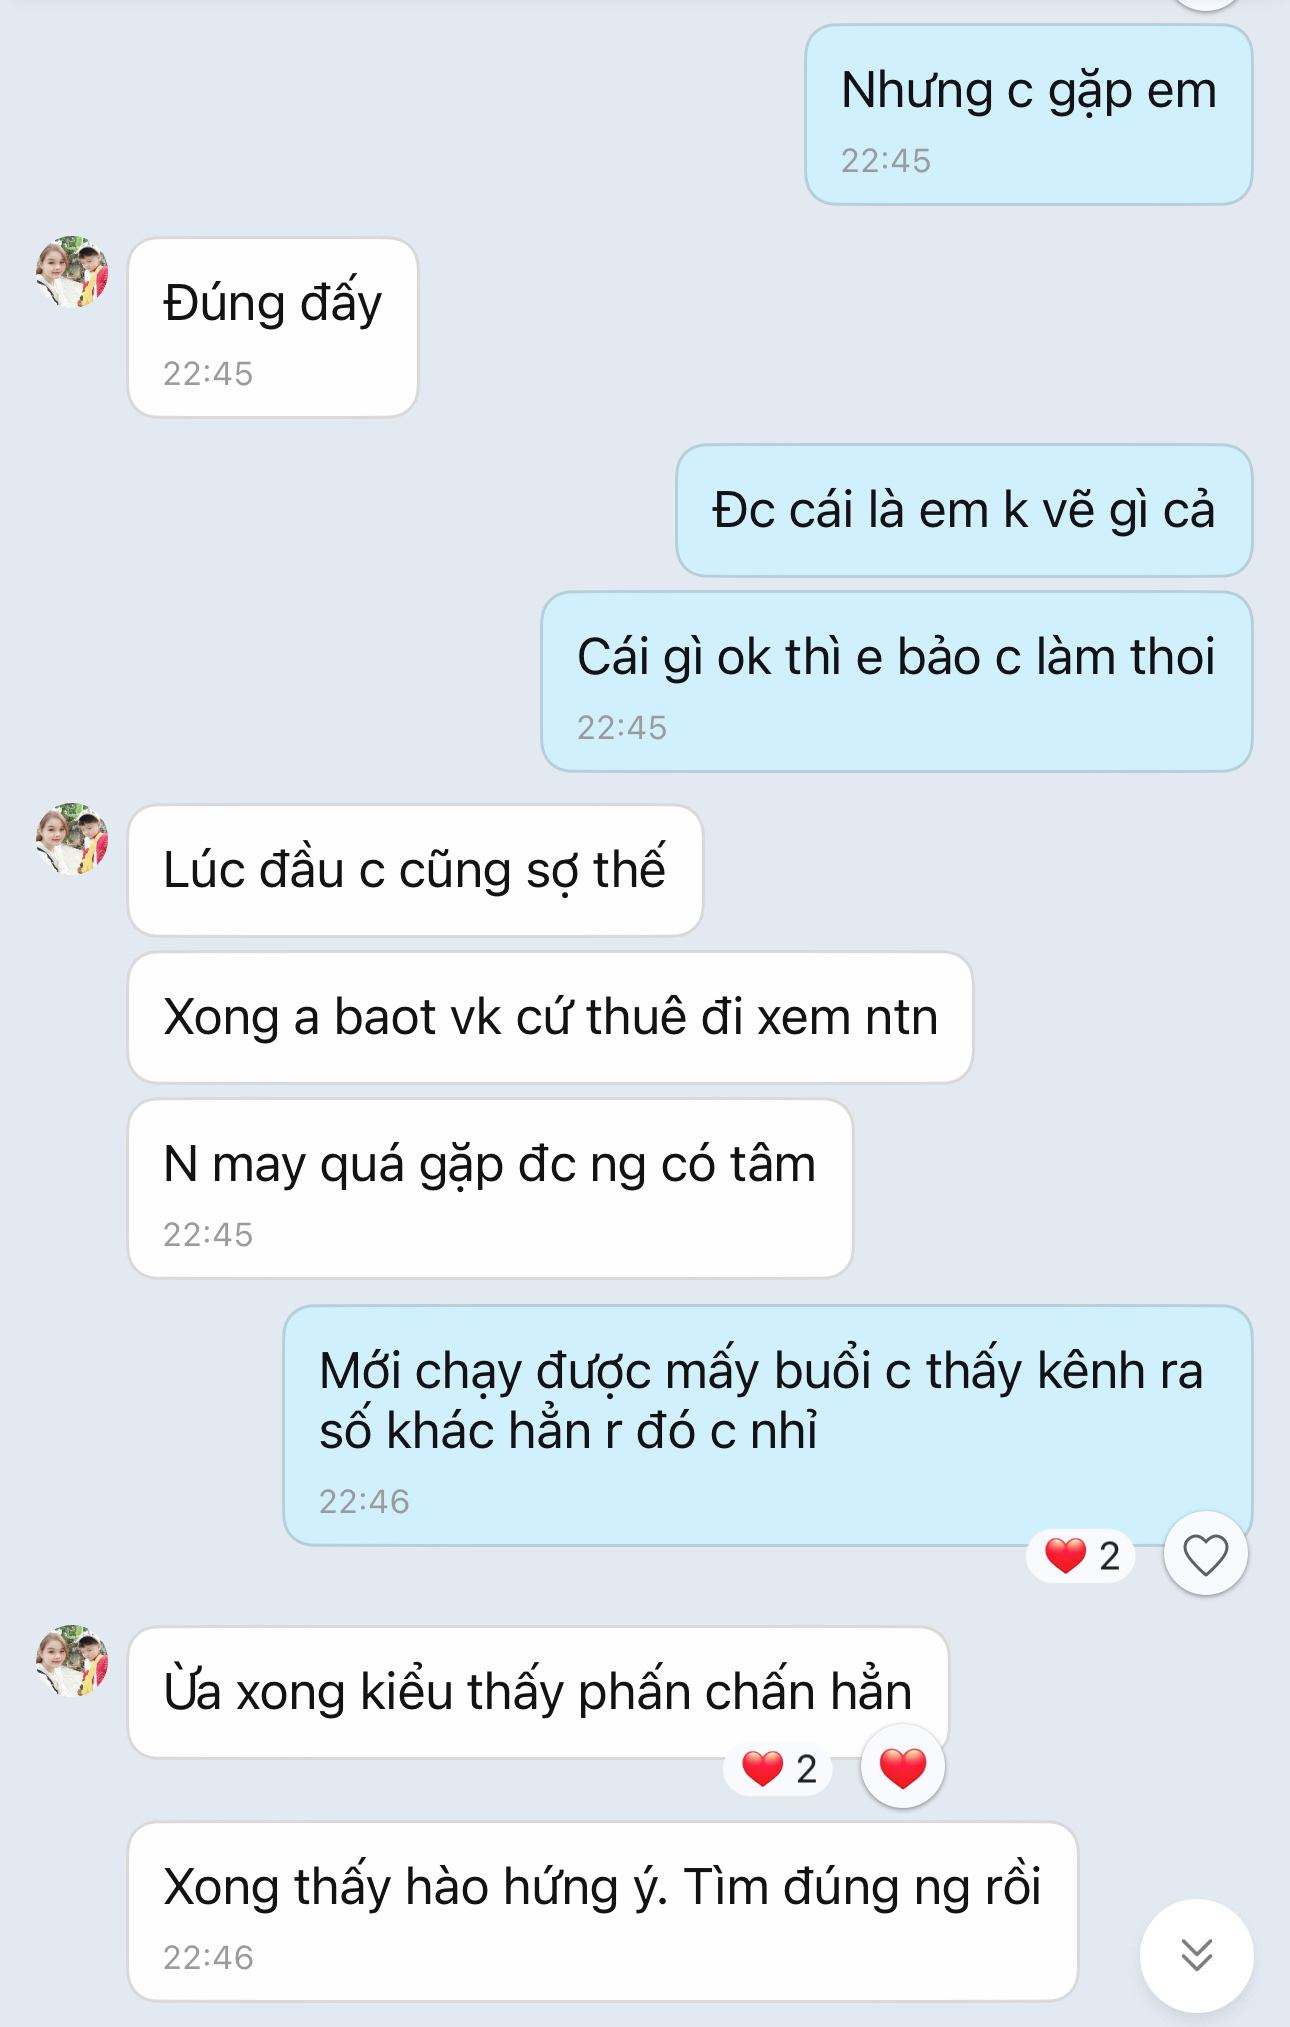 Nhưng c gặp em
22:45
Đúng đấy
22:45
Đc cái là em k vẽ gì cả
Cái gì ok thì e bảo c làm thoi
22:45
Lúc đầu c cũng sợ thế
Xong a baot vk cứ thuê đi xem ntn
N may quá gặp đc ng có tâm
22:45
Mới chạy được mấy buổi c thấy kênh ra
số khác hẳn r đó c nhỉ
22:46
2
Ừa xong kiểu thấy phấn chấn hẳn
2
Xong thấy hào hứng ý. Tìm đúng ng rồi
22:46